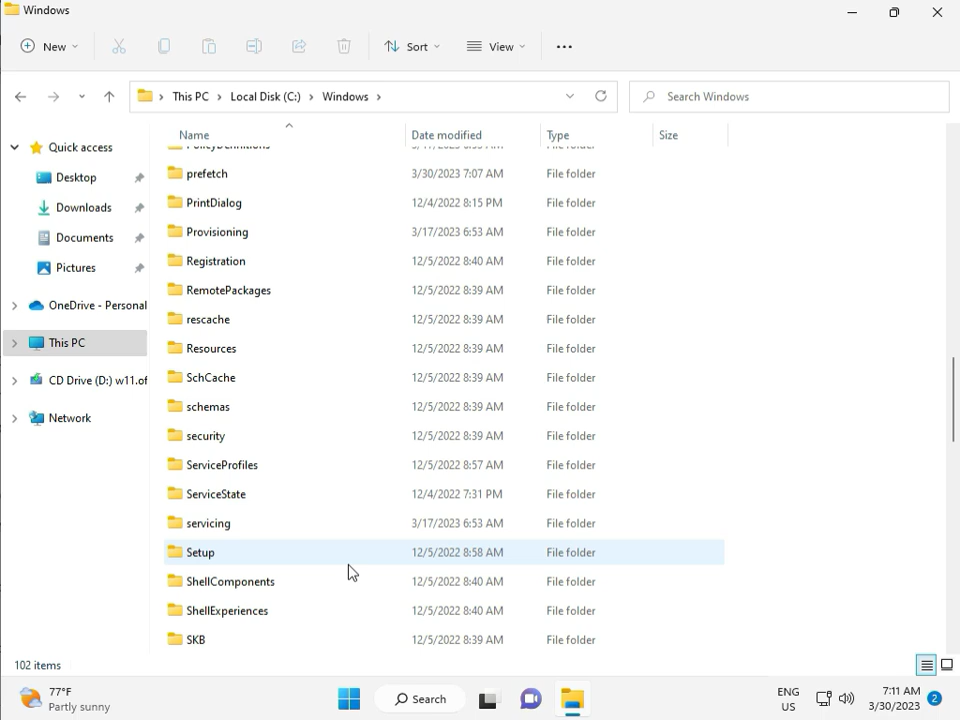 Windows
New
Sort
View
This PC
Local Disk (C:)
Windows
Search Windows
Name
Date modified
Type
Size
Quick access
Desktop
Downloads
Documents
Pictures
OneDrive - Personal
This PC
CD Drive (D:) w11.of
Network
PolicyDefinitions 3/17/2023 6:53 AM File folder
prefetch 3/30/2023 7:07 AM File folder
PrintDialog 12/4/2022 8:15 PM File folder
Provisioning 3/17/2023 6:53 AM File folder
Registration 12/5/2022 8:40 AM File folder
RemotePackages 12/5/2022 8:39 AM File folder
rescache 12/5/2022 8:39 AM File folder
Resources 12/5/2022 8:39 AM File folder
SchCache 12/5/2022 8:39 AM File folder
schemas 12/5/2022 8:39 AM File folder
security 12/5/2022 8:39 AM File folder
ServiceProfiles 12/5/2022 8:57 AM File folder
ServiceState 12/4/2022 7:31 PM File folder
servicing 3/17/2023 6:53 AM File folder
Setup 12/5/2022 8:58 AM File folder
ShellComponents 12/5/2022 8:40 AM File folder
ShellExperiences 12/5/2022 8:40 AM File folder
SKB 12/5/2022 8:39 AM File folder
102 items
77°F
Partly sunny
Search
ENG
US
7:11 AM
3/30/2023
2